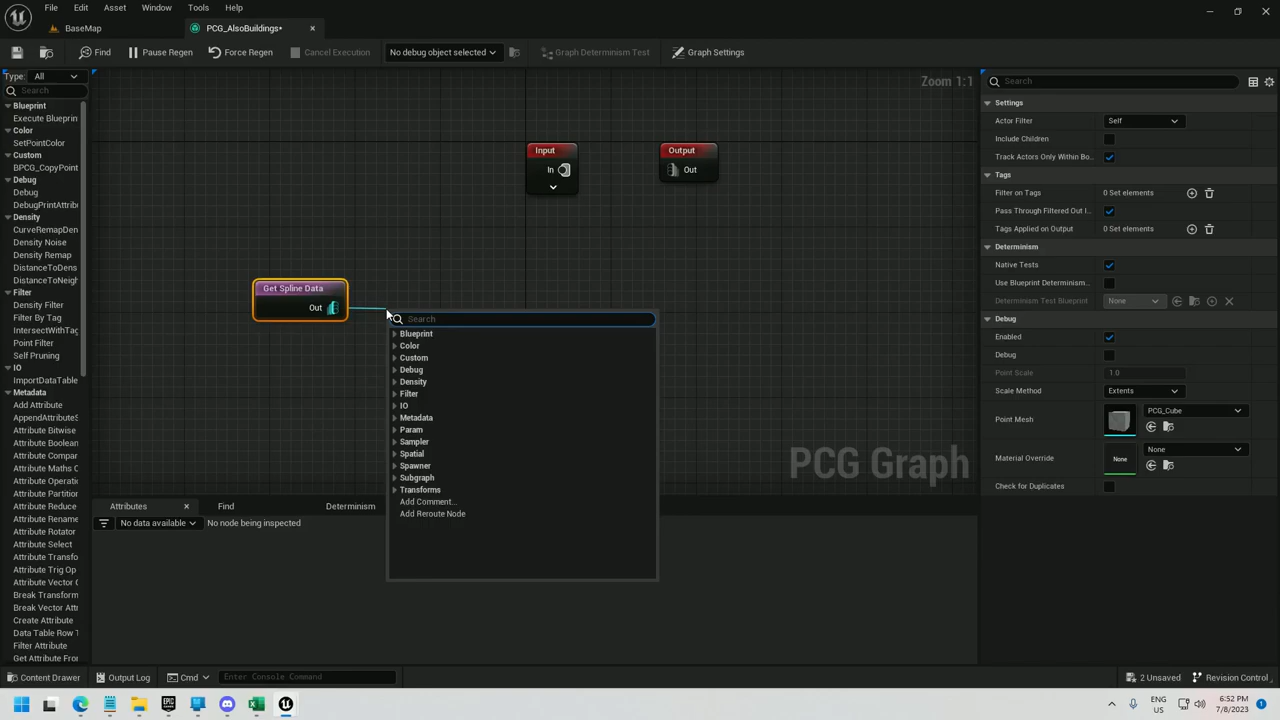 File
Edit
Asset
Window
Tools
Help
BaseMap
PCG_AlsoBuildings*
Find
Pause Regen
Force Regen
Cancel Execution
No debug object selected
Graph Determinism Test
Graph Settings
Type:
All
Search
Blueprint
Execute Blueprin
Color
SetPointColor
Custom
BPCG_CopyPoint
Debug
Debug
DebugPrintAttrib
Density
CurveRemapDen
Density Noise
Density Remap
DistanceToDens
DistanceToNeigh
Filter
Density Filter
Filter By Tag
IntersectWithTag
Point Filter
Self Pruning
IO
ImportDataTable
Metadata
Add Attribute
AppendAttributeS
Attribute Bitwise
Attribute Boolean
Attribute Compar
Attribute Maths O
Attribute Operati
Attribute Partition
Attribute Reduce
Attribute Rename
Attribute Rotator
Attribute Select
Attribute Transfo
Attribute Trig Op
Attribute Vector O
Break Transform
Break Vector Attr
Create Attribute
Data Table Row T
Filter Attribute
Get Attribute Fror
Zoom 1:1
Input
In
Output
Out
Get Spline Data
Out
Search
Blueprint
Color
Custom
Debug
Density
Filter
IO
Metadata
Param
Sampler
Spatial
Spawner
Subgraph
Transforms
Add Comment...
Add Reroute Node
PCG Graph
Attributes
Find
Determinism
No data available
No node being inspected
Search
Settings
Actor Filter
Self
Include Children
Track Actors Only Within Bo...
Tags
Filter on Tags
0 Set elements
Pass Through Filtered Out I...
Tags Applied on Output
0 Set elements
Determinism
Native Tests
Use Blueprint Determinism...
Determinism Test Blueprint
None
Debug
Enabled
Debug
Point Scale
1.0
Scale Method
Extents
Point Mesh
PCG_Cube
Material Override
None
None
Check for Duplicates
Content Drawer
Output Log
Cmd
Enter Console Command
2 Unsaved
Revision Control
EPIC
ENG
US
6:52 PM
7/8/2023
1